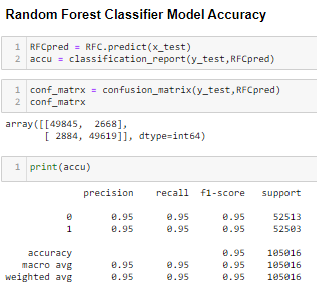 Random Forest Classifier Model Accuracy
1 RFCpred = RFC.predict(x_test)
2 accu = classification_report(y_test,RFCpred)
1 conf_matrx = confusion_matrix(y_test,RFCpred)
2 conf_matrx
array([[49845, 2668],
[ 2884, 49619]], dtype=int64)
1 print(accu)
precision recall f1-score support
0 0.95 0.95 0.95 52513
1 0.95 0.95 0.95 52503
accuracy 0.95 105016
macro avg 0.95 0.95 0.95 105016
weighted avg 0.95 0.95 0.95 105016